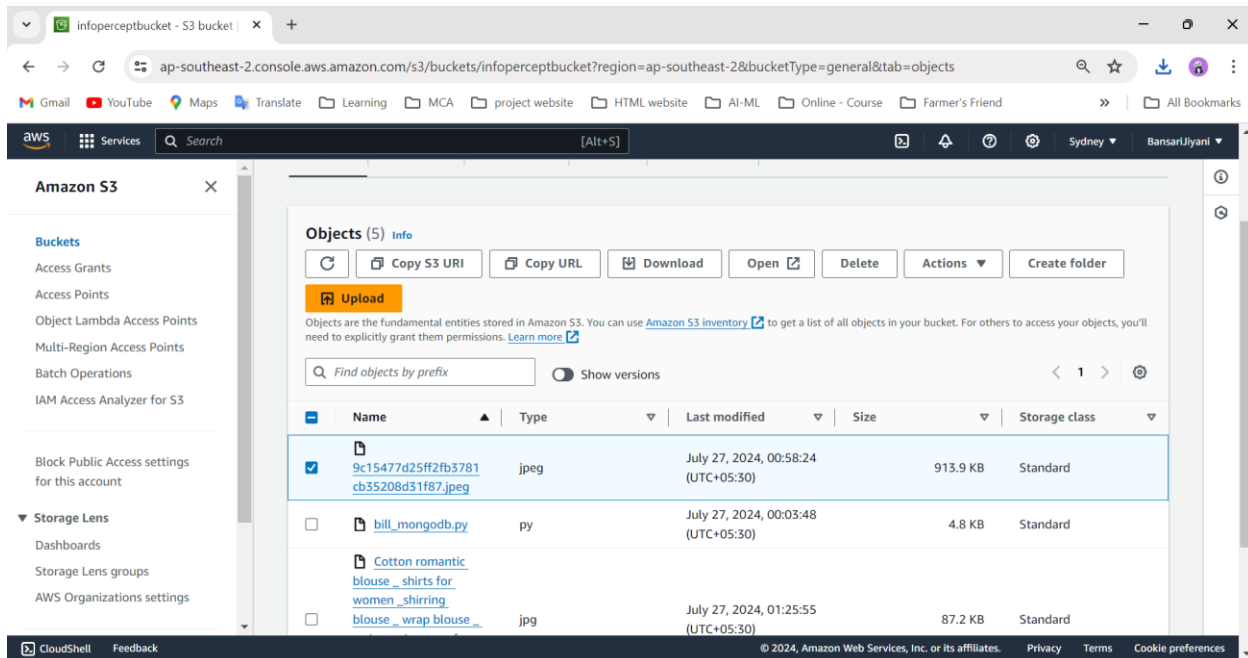 infoperceptbucket - S3 bucket
ap-southeast-2.console.aws.amazon.com/s3/buckets/infoperceptbucket?region=ap-southeast-2&bucketType=general&tab=objects
Gmail YouTube Maps Translate Learning MCA project website HTML website AI-ML Online - Course Farmer's Friend » All Bookmarks
aws Services Search [Alt+S] Sydney BansariJiyani
Amazon S3
Buckets
Access Grants
Access Points
Object Lambda Access Points
Multi-Region Access Points
Batch Operations
IAM Access Analyzer for S3
Block Public Access settings
for this account
Storage Lens
Dashboards
Storage Lens groups
AWS Organizations settings
Objects (5) Info
Copy S3 URI Copy URL Download Open Delete Actions Create folder
Upload
Objects are the fundamental entities stored in Amazon S3. You can use Amazon S3 inventory to get a list of all objects in your bucket. For others to access your objects, you'll
need to explicitly grant them permissions. Learn more
Find objects by prefix Show versions 1
Name Type Last modified Size Storage class
9c15477d25ff2fb3781
cb35208d31f87.jpeg
jpeg
July 27, 2024, 00:58:24
(UTC+05:30)
913.9 KB
Standard
bill_mongodb.py
py
July 27, 2024, 00:03:48
(UTC+05:30)
4.8 KB
Standard
Cotton romantic
blouse _ shirts for
women _shirring
blouse _ wrap blouse _
jpg
July 27, 2024, 01:25:55
(UTC+05:30)
87.2 KB
Standard
CloudShell Feedback © 2024, Amazon Web Services, Inc. or its affiliates. Privacy Terms Cookie preferences